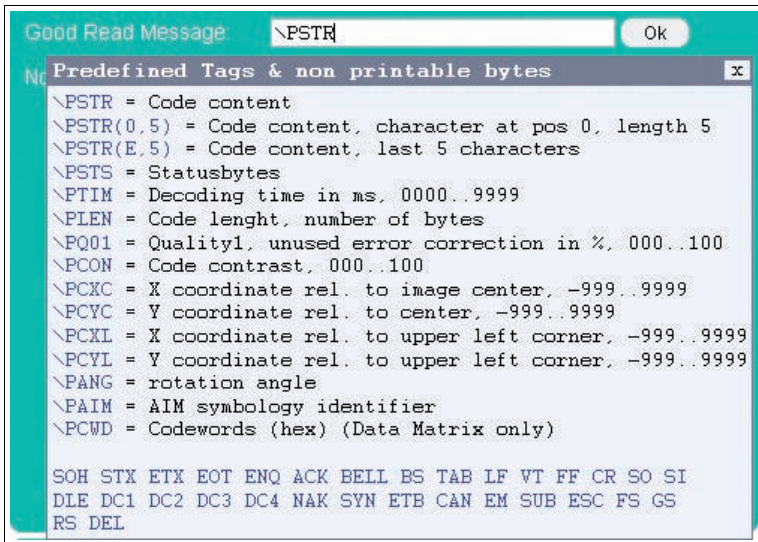 Good Read Message: \PSTR Ok
No
Predefined Tags & non printable bytes x
\PSTR = Code content
\PSTR(0,5) = Code content, character at pos 0, length 5
\PSTR(E,5) = Code content, last 5 characters
\PSTS = Statusbytes
\PTIM = Decoding time in ms, 0000..9999
\PLEN = Code lenght, number of bytes
\PQ01 = Quality1, unused error correction in %, 000..100
\PCON = Code contrast, 000..100
\PCXC = X coordinate rel. to image center, -999..9999
\PCYC = Y coordinate rel. to center, -999..9999
\PCXL = X coordinate rel. to upper left corner, -999..9999
\PCYL = Y coordinate rel. to upper left corner, -999..9999
\PANG = rotation angle
\PAIM = AIM symbology identifier
\PCWD = Codewords (hex) (Data Matrix only)
SOH STX ETX EOT ENQ ACK BELL BS TAB LF VT FF CR SO SI
DLE DC1 DC2 DC3 DC4 NAK SYN ETB CAN EM SUB ESC FS GS
RS DEL